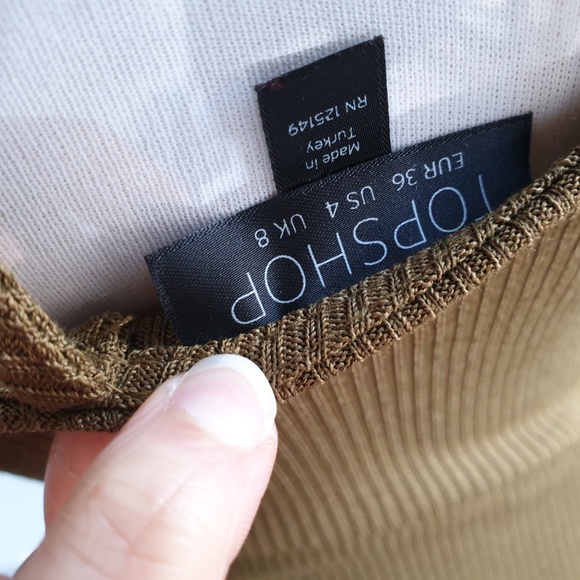 TOPSHOP
EUR 36 US 4 UK 8
Made in
Turkey
RN 125149